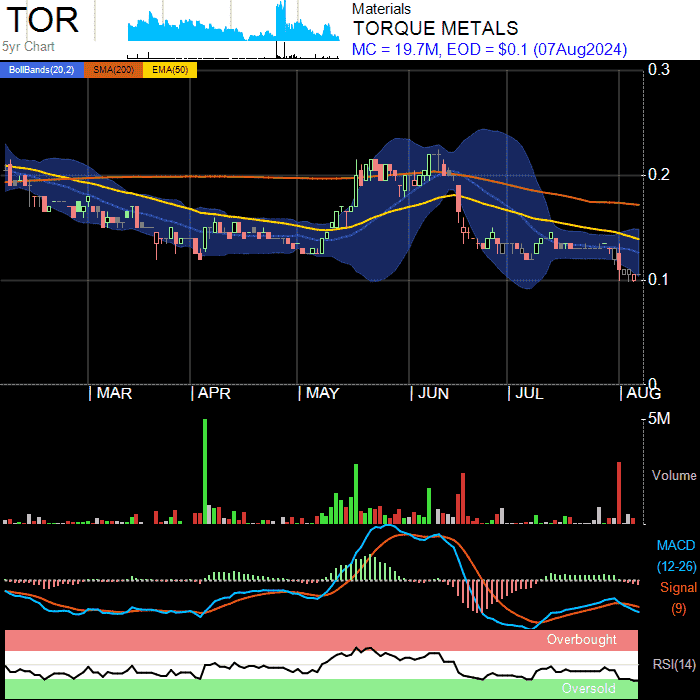 TOR
5yr Chart
Materials
TORQUE METALS
MC = 19.7M, EOD = $0.1 (07Aug2024)
BollBands(20,2) SMA(200) EMA(50)
0.3
0.2
0.1
0
MAR APR MAY JUN JUL AUG
5M
Volume
MACD
(12-26)
Signal
(9)
Overbought
RSI(14)
Oversold